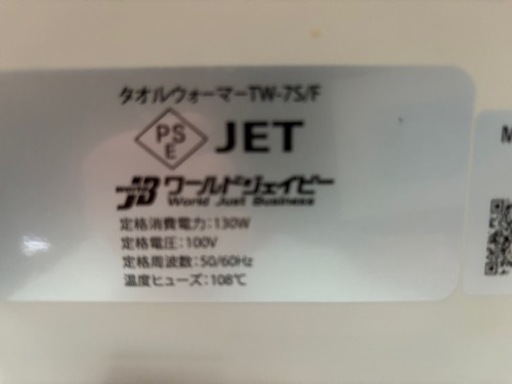 タオルウォーマーTW-7S/F
PS
E
JET
JB ワールドジェイピー
World Just Business
定格消費電力:130W
定格電圧:100V
定格周波数:50/60Hz
温度ヒューズ:108℃
M